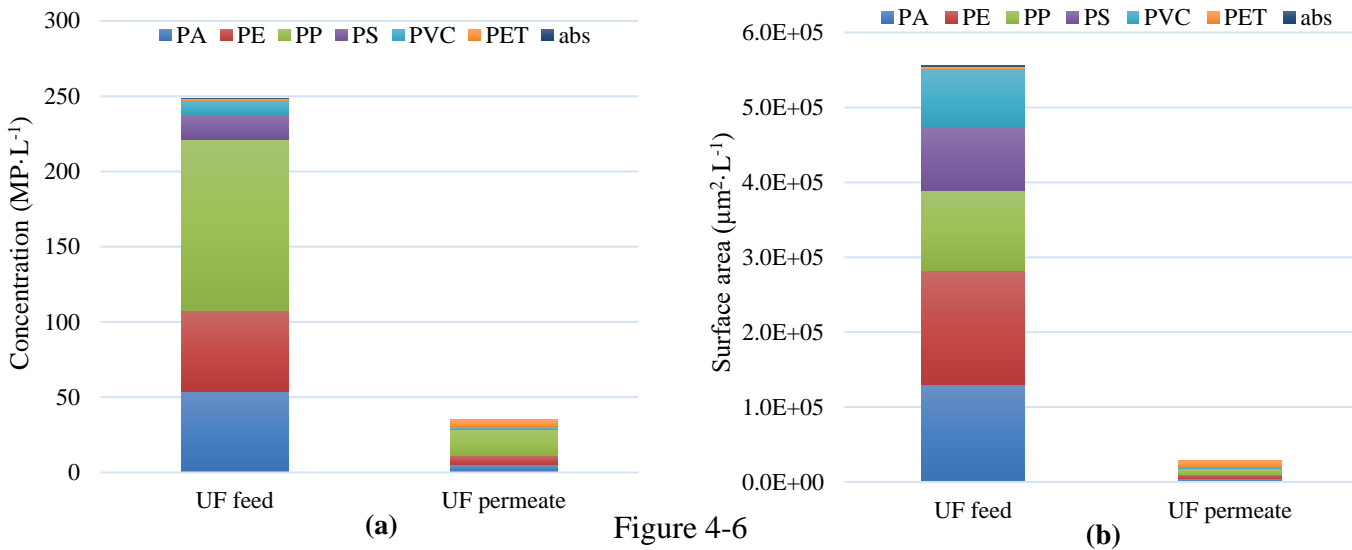 300
PA PE PP PS PVC PET abs
250
200
150
100
50
0
Concentration (MP·L⁻¹)
UF feed UF permeate
(a)
PA PE PP PS PVC PET abs
6.0E+05
5.0E+05
4.0E+05
3.0E+05
2.0E+05
1.0E+05
0.0E+00
Surface area (μm²·L⁻¹)
UF feed UF permeate
(b)
Figure 4-6